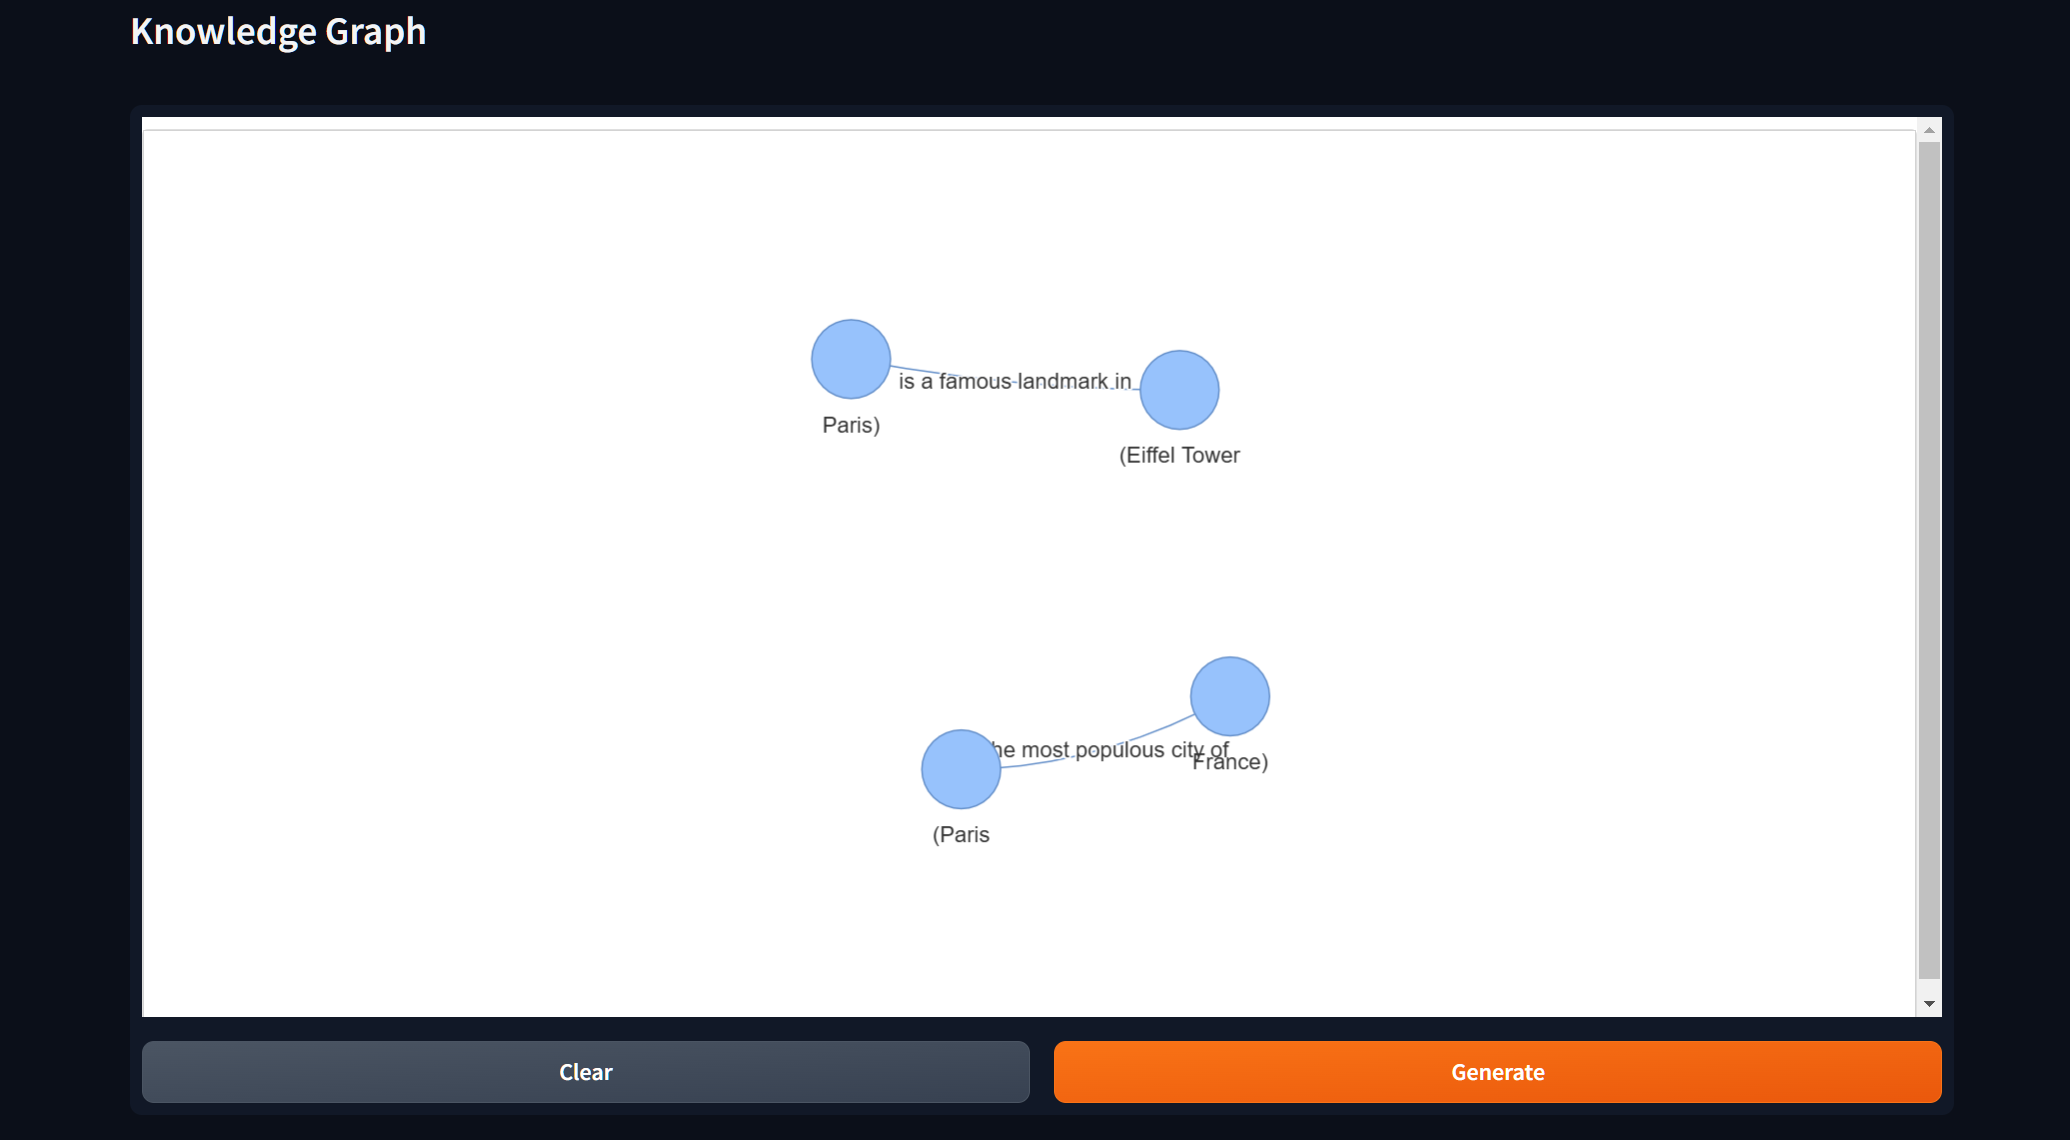 Knowledge Graph
is a famous landmark in
Paris)
(Eiffel Tower
he most populous city of
France)
(Paris
Clear
Generate